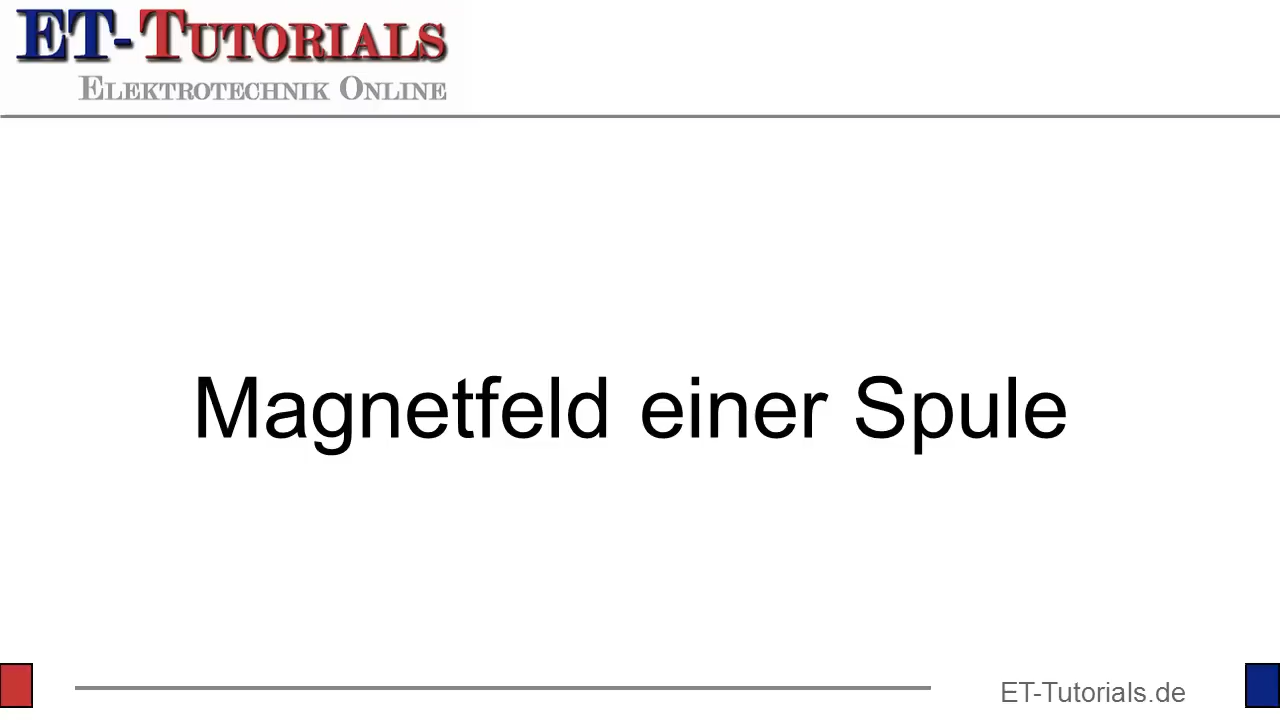 ET-TUTORIALS
ELEKTROTECHNIK ONLINE
Magnetfeld einer Spule
ET-Tutorials.de